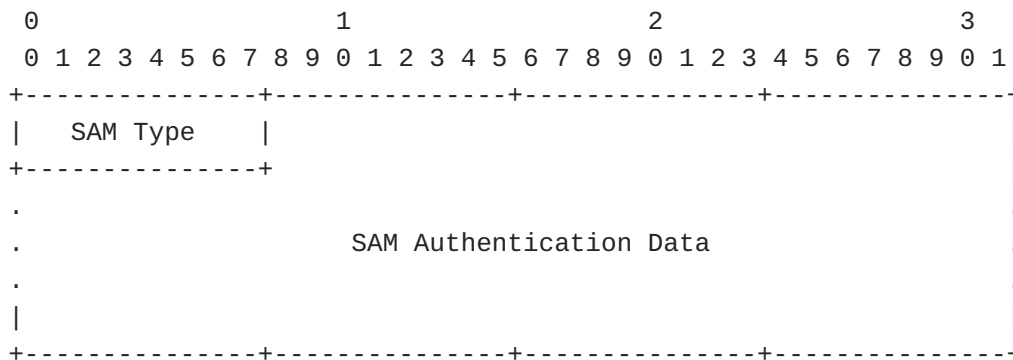 0                   1                   2                   3
 0 1 2 3 4 5 6 7 8 9 0 1 2 3 4 5 6 7 8 9 0 1 2 3 4 5 6 7 8 9 0 1
+---------------+---------------+---------------+---------------+
|   SAM Type    |
+---------------+
.                                                               .
.                    SAM Authentication Data                    .
.                                                               .
|
+---------------+---------------+---------------+---------------+